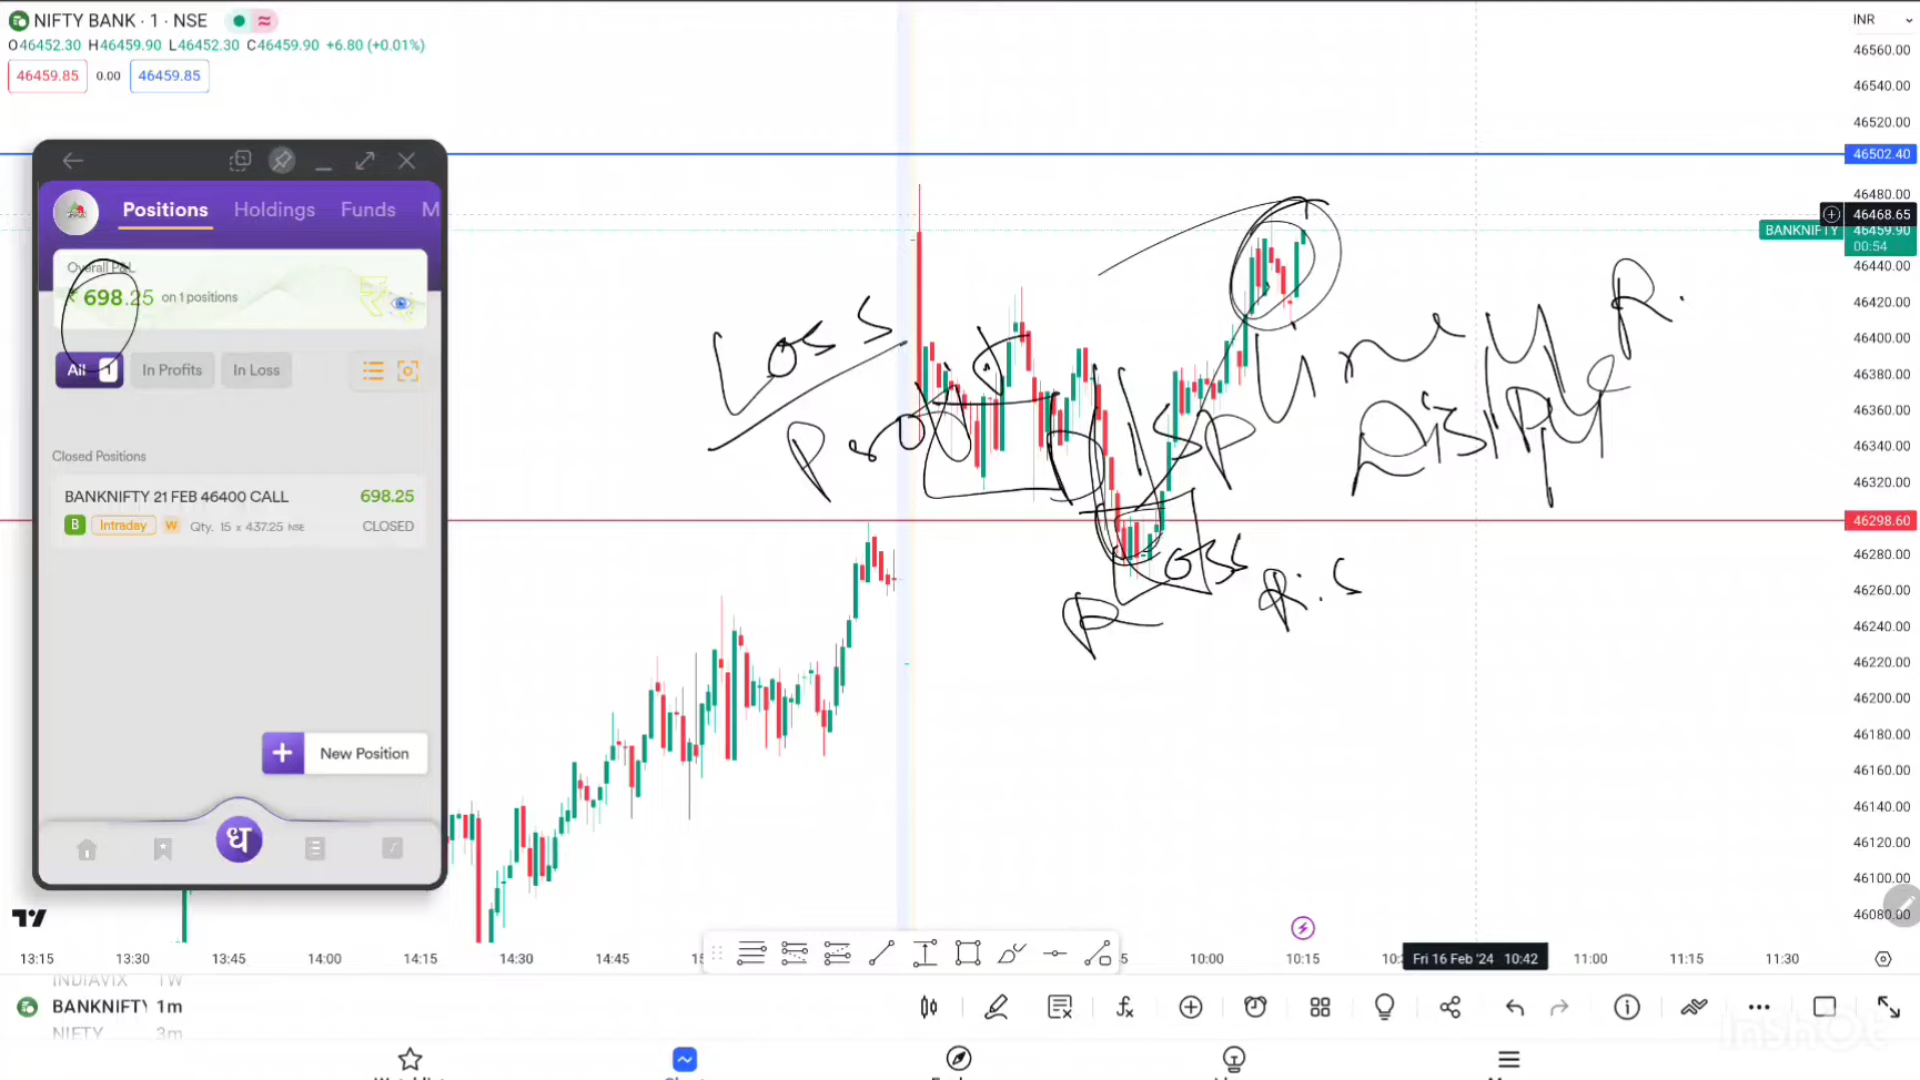 NIFTY BANK · 1 · NSE
O46452.30 H46459.90 L46452.30 C46459.90 +6.80 (+0.01%)
46459.85 0.00 46459.85
Positions Holdings Funds M
Overall P&L
₹ 698.25 on 1 positions
All 1 In Profits In Loss
Closed Positions
BANKNIFTY 21 FEB 46400 CALL 698.25
B Intraday W Qty. 15 x 437.25 NSE CLOSED
+ New Position
ध
Loss
Loss
R
R.
INR
46560.00
46540.00
46520.00
46502.40
46480.00
46468.65
BANKNIFTY 46459.90
00:54
46440.00
46420.00
46400.00
46380.00
46360.00
46340.00
46320.00
46298.60
46280.00
46260.00
46240.00
46220.00
46200.00
46180.00
46160.00
46140.00
46120.00
46100.00
46080.00
13:15 13:30 13:45 14:00 14:15 14:30 14:45 10:00 10:15 Fri 16 Feb '24 10:42 11:00 11:15 11:30
INDIAVIX 1W
BANKNIFTY 1m
NIFTY 3m
InShOt